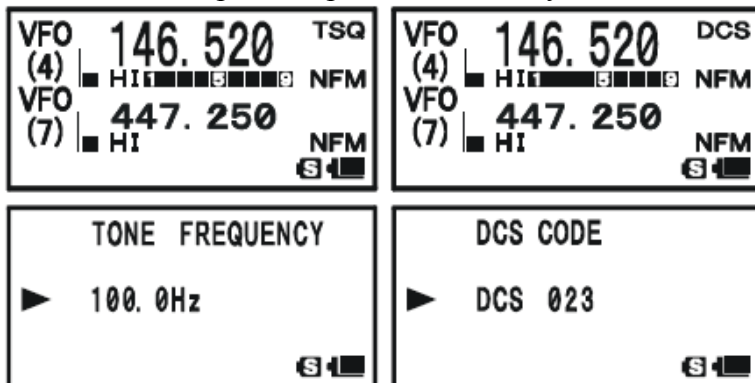 VFO 146. 520 TSQ
(4) HI 1 5 9 NFM
VFO 447. 250
(7) HI NFM
S
VFO 146. 520 DCS
(4) HI 1 5 9 NFM
VFO 447. 250
(7) HI NFM
S
TONE FREQUENCY
100. 0Hz
S
DCS CODE
DCS 023
S